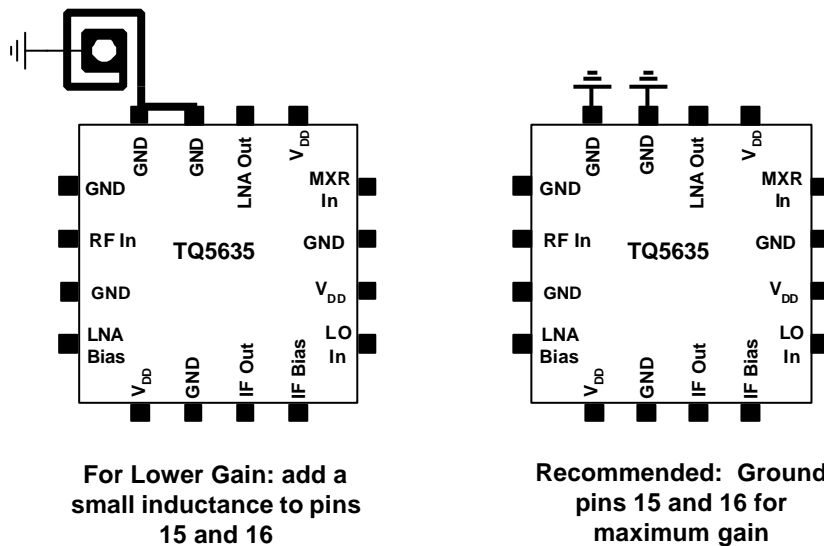 GND
GND
LNA Out
VDD
GND
MXR
In
RF In
TQ5635
GND
GND
VDD
LNA
Bias
LO
In
VDD
GND
IF Out
IF Bias
For Lower Gain: add a
small inductance to pins
15 and 16
GND
GND
LNA Out
VDD
GND
MXR
In
RF In
TQ5635
GND
GND
VDD
LNA
Bias
LO
In
VDD
GND
IF Out
IF Bias
Recommended: Ground
pins 15 and 16 for
maximum gain